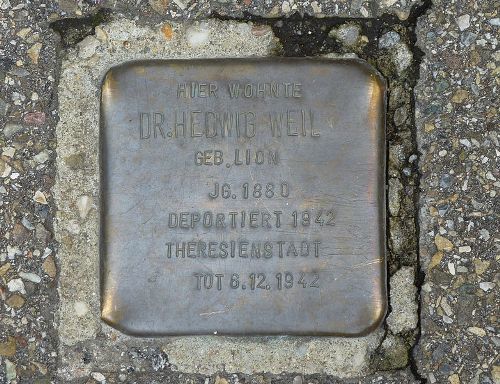 HIER WOHNTE
DR. HEDWIG WEIL
GEB. LION
JG. 1880
DEPORTIERT 1942
THERESIENSTADT
TOT 6.12.1942